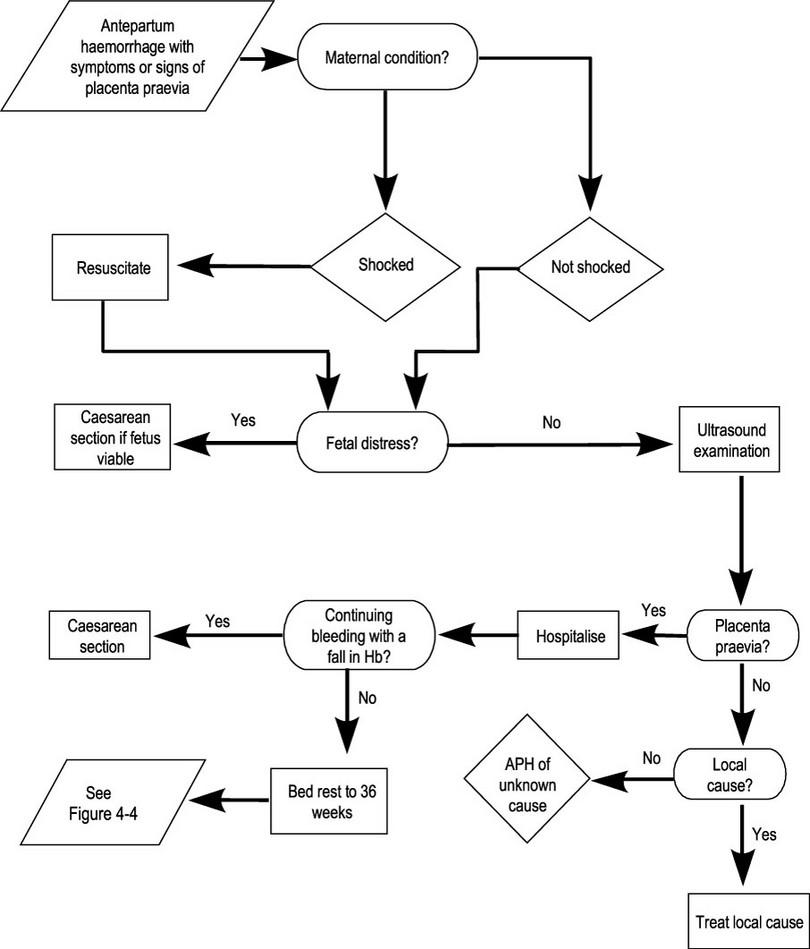 Antepartum
haemorrhage with
symptoms or signs of
placenta praevia
Maternal condition?
Resuscitate
Shocked
Not shocked
Caesarean
section if fetus
viable
Yes
Fetal distress?
No
Ultrasound
examination
Caesarean
section
Yes
Continuing
bleeding with a
fall in Hb?
Hospitalise
Yes
Placenta
praevia?
No
No
See
Figure 4-4
Bed rest to 36
weeks
APH of
unknown
cause
No
Local
cause?
Yes
Treat local cause